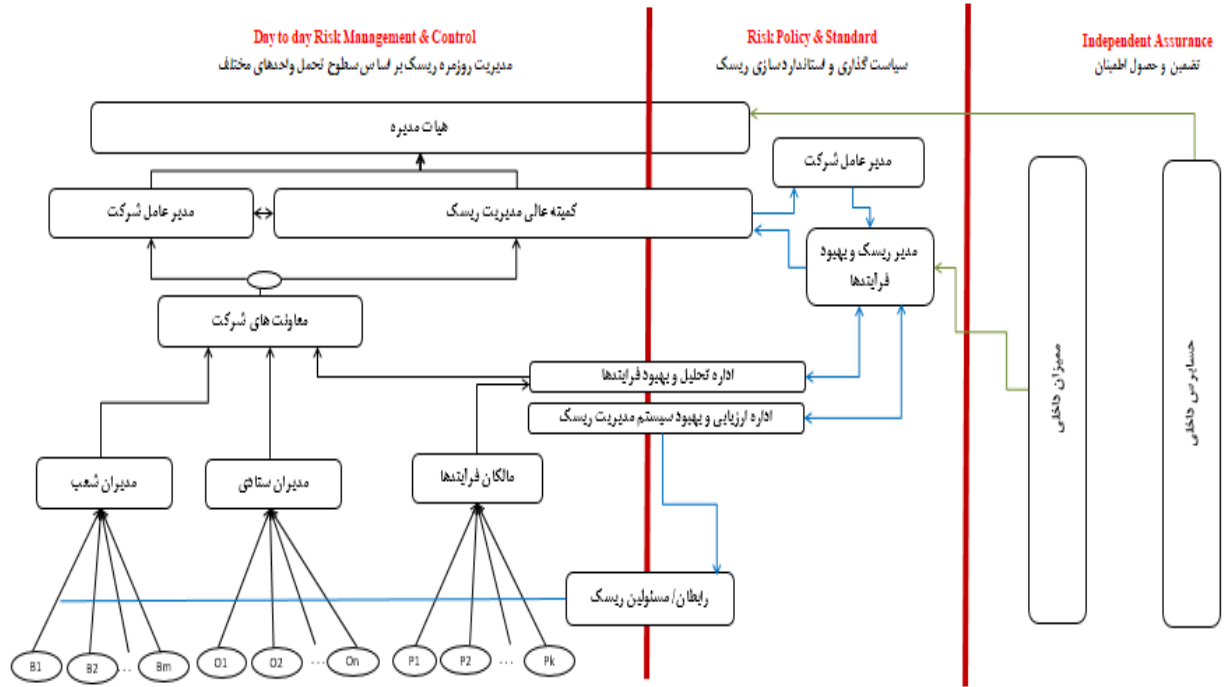 Day to day Risk Management & Control
مدیریت روزمره ریسک بر اساس سطوح تحمل واحدهای مختلف
Risk Policy & Standard
سیاست گذاری و استانداردسازی ریسک
Independent Assurance
تضمین و حصول اطمینان
هیات مدیره
مدیر عامل شرکت
مدیر عامل شرکت
کمیته عالی مدیریت ریسک
مدیر ریسک و بهبود
فرآیندها
معاونت های شرکت
اداره تحلیل و بهبود فرایندها
اداره ارزیابی و بهبود سیستم مدیریت ریسک
ممیزان داخلی
حسابرس داخلی
مدیران شعب
مدیران ستادی
مالکان فرآیندها
رابطان/ مسئولین ریسک
B1
B2
...
Bm
O1
O2
...
On
P1
P2
...
Pk